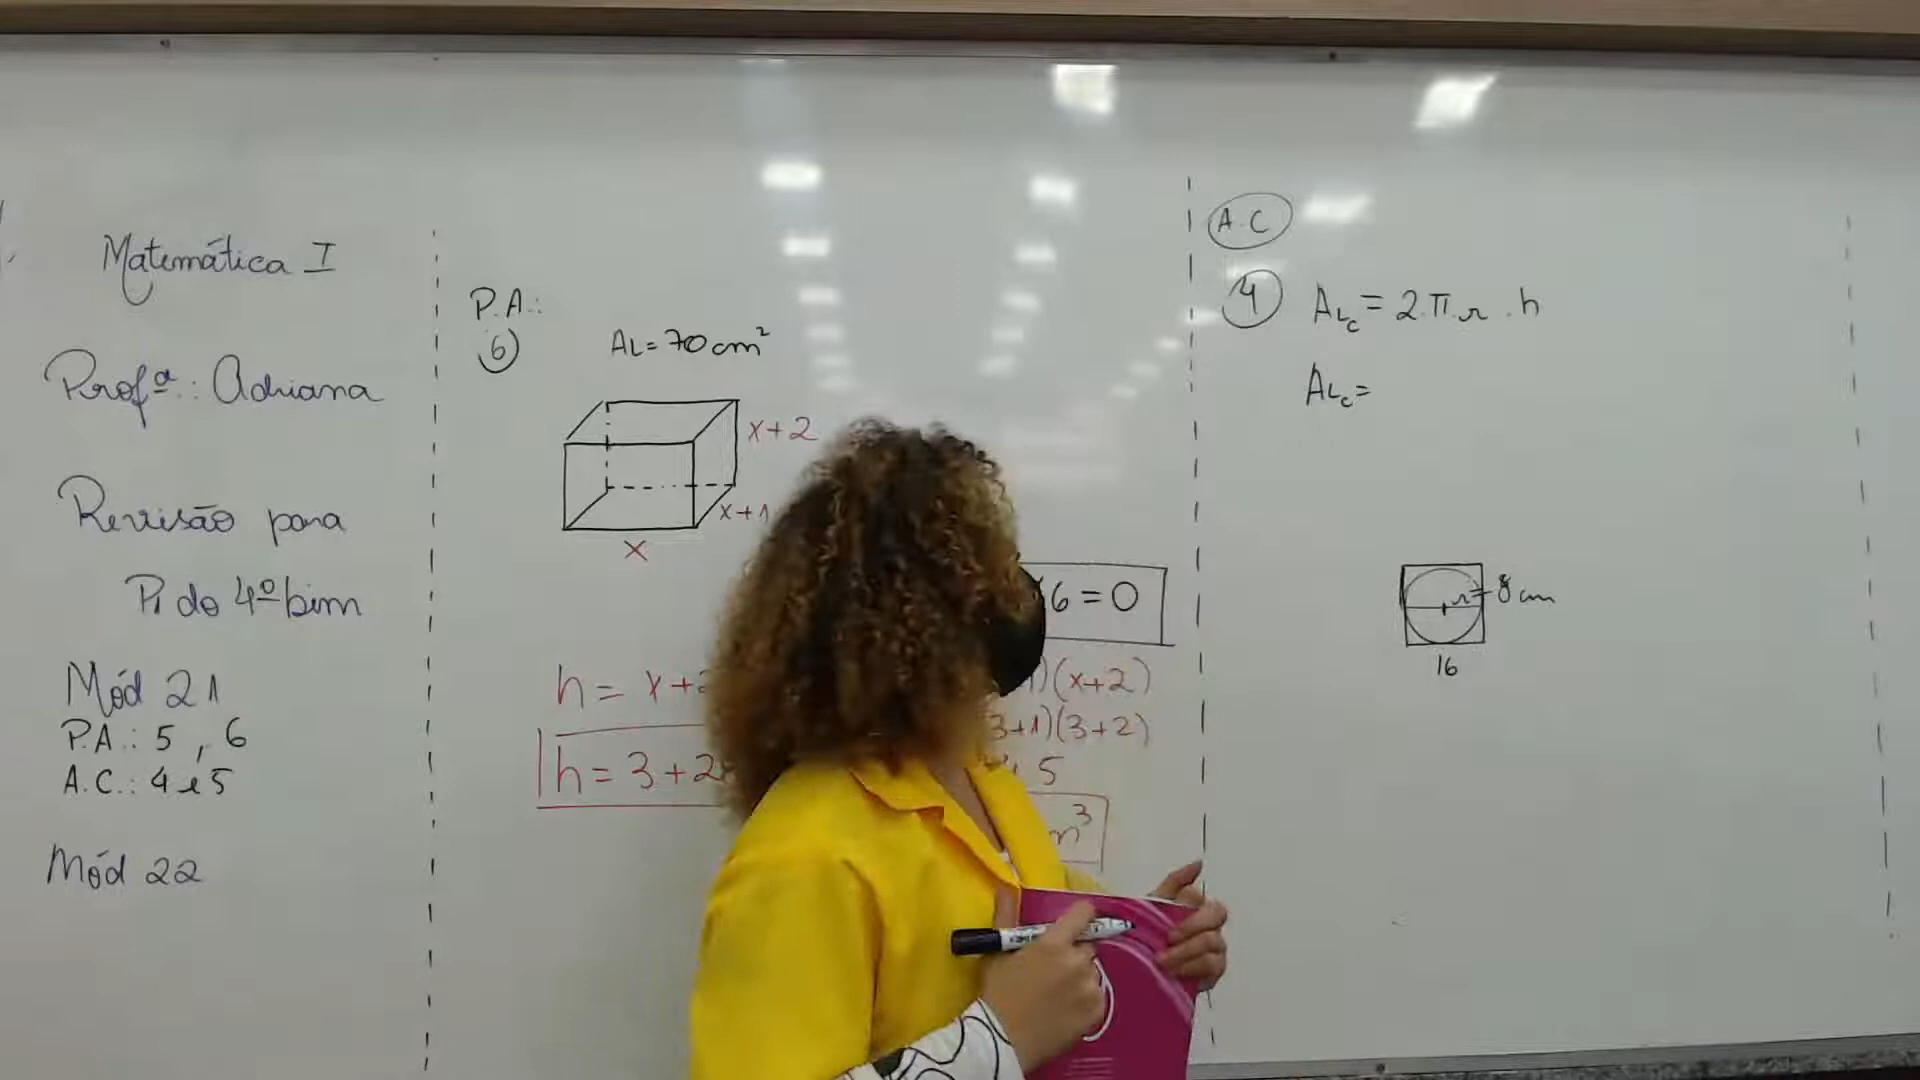 Matemática I
Profª.: Adriana
Revisão para
P1 do 4º bim
Mód 21
P.A.: 5, 6
A.C.: 4 e 5
Mód 22
P.A.:
6
AL = 70 cm²
x+2
x+1
x
6 = 0
h = x+2
h = 3+2
)(x+2)
3+1)(3+2)
5
m³
A.C
4
ALc = 2.π.r.h
ALc =
r = 8 cm
16